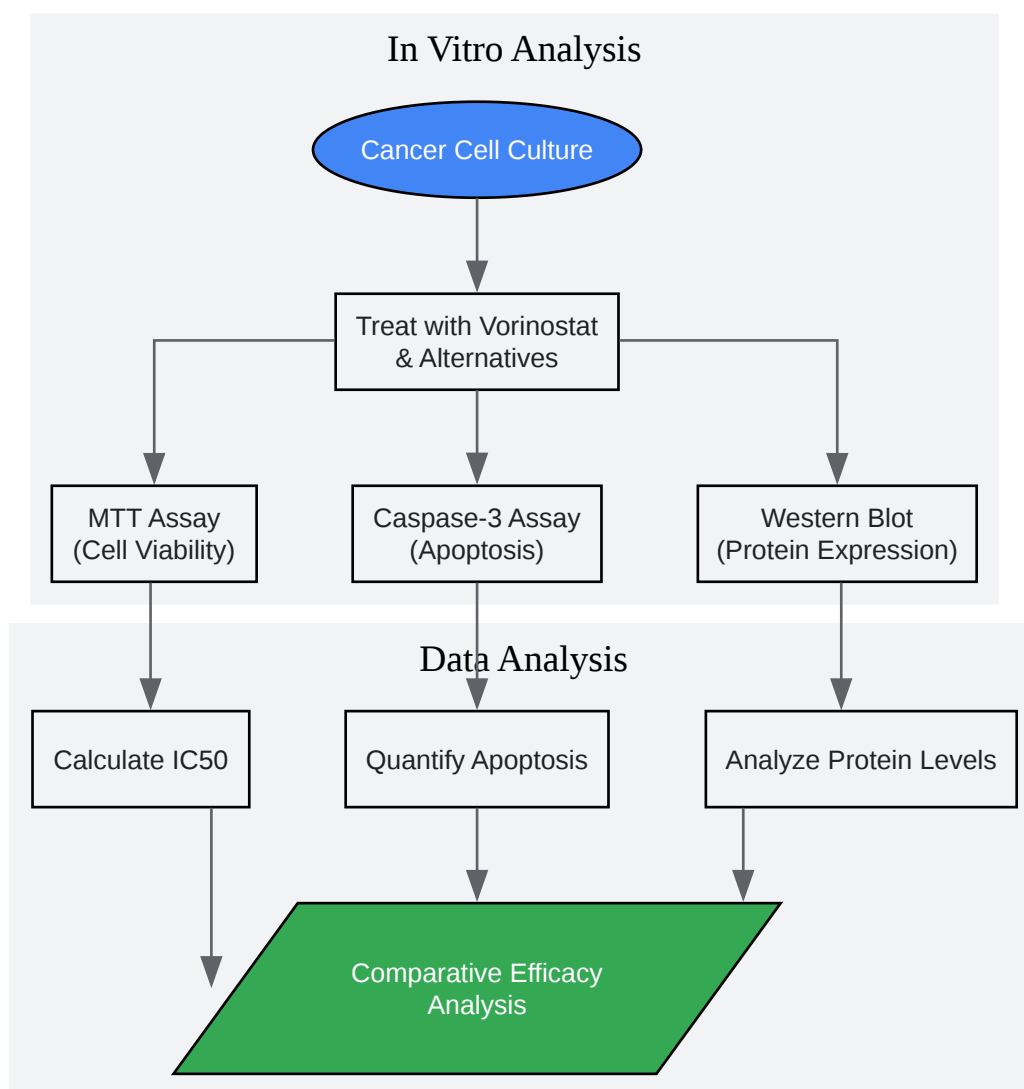 In Vitro Analysis
Cancer Cell Culture
Treat with Vorinostat
& Alternatives
MTT Assay
(Cell Viability)
Caspase-3 Assay
(Apoptosis)
Western Blot
(Protein Expression)
Data Analysis
Calculate IC50
Quantify Apoptosis
Analyze Protein Levels
Comparative Efficacy
Analysis